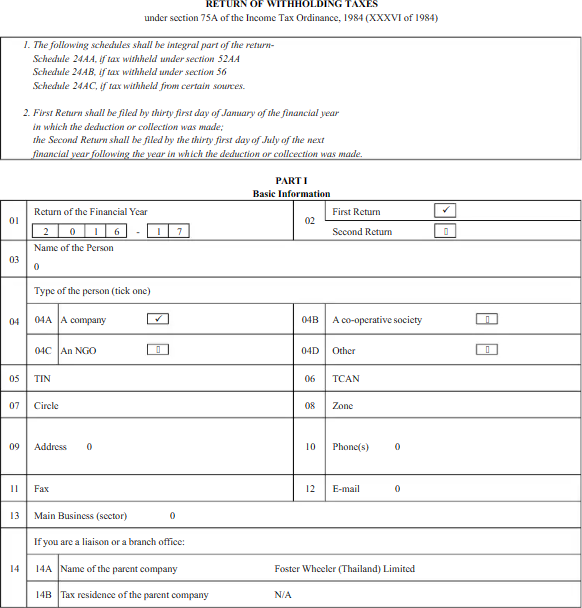 RETURN OF WITHHOLDING TAXES
under section 75A of the Income Tax Ordinance, 1984 (XXXVI of 1984)
1. The following schedules shall be integral part of the return-
Schedule 24AA, if tax withheld under section 52AA
Schedule 24AB, if tax withheld under section 56
Schedule 24AC, if tax withheld from certain sources.
2. First Return shall be filed by thirty first day of January of the financial year
in which the deduction or collection was made;
the Second Return shall be filed by the thirty first day of July of the next
financial year following the year in which the deduction or collcection was made.
PART I
Basic Information
01 Return of the Financial Year 02 First Return ✓
2 0 1 6 - 1 7 Second Return ▯
03 Name of the Person
0
Type of the person (tick one)
04 04A A company ✓ 04B A co-operative society ▯
04C An NGO ▯ 04D Other ▯
05 TIN 06 TCAN
07 Circle 08 Zone
09 Address 0 10 Phone(s) 0
11 Fax 12 E-mail 0
13 Main Business (sector) 0
If you are a liaison or a branch office:
14 14A Name of the parent company Foster Wheeler (Thailand) Limited
14B Tax residence of the parent company N/A